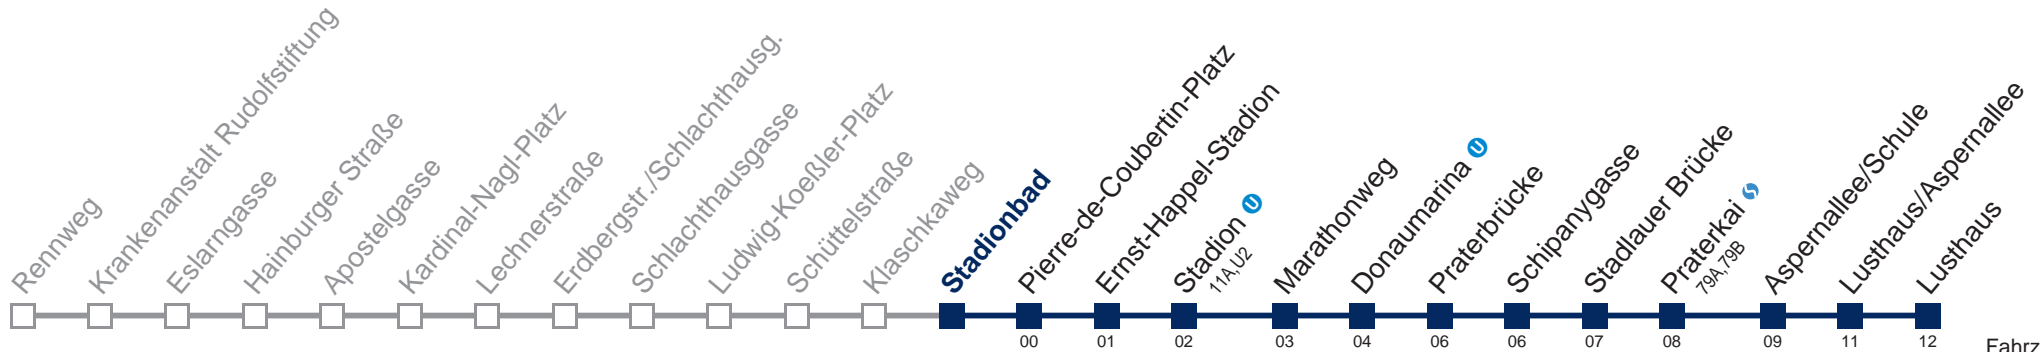 Rennweg
Krankenanstalt Rudolfstiftung
Eslarngasse
Hainburger Straße
Apostelgasse
Kardinal-Nagl-Platz
Lechnerstraße
Erdbergstr./Schlachthausg.
Schlachthausgasse
Ludwig-Koeßler-Platz
Schüttelstraße
Klaschkaweg
Stadionbad
Pierre-de-Coubertin-Platz
00
Ernst-Happel-Stadion
01
Stadion U
11A,U2
02
Marathonweg
03
Donaumarina U
04
Praterbrücke
06
Schipanygasse
06
Stadlauer Brücke
07
Praterkai
79A,79B
08
Aspernallee/Schule
09
Lusthaus/Aspernallee
11
Lusthaus
12
Fahrz